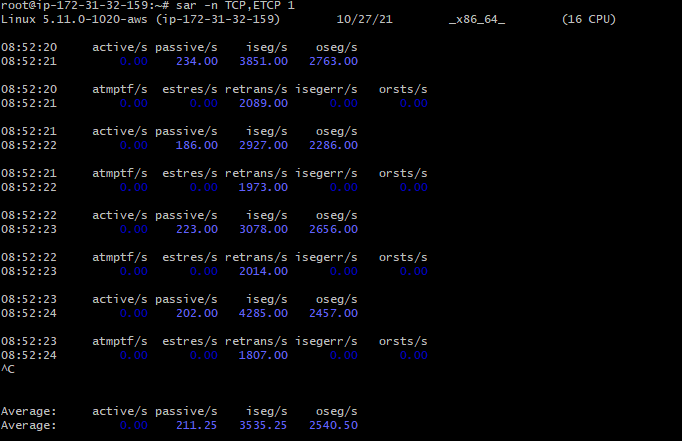 root@ip-172-31-32-159:~# sar -n TCP,ETCP 1
Linux 5.11.0-1020-aws (ip-172-31-32-159) 10/27/21 _x86_64_ (16 CPU)
08:52:20 active/s passive/s iseg/s oseg/s
08:52:21 0.00 234.00 3851.00 2763.00
08:52:20 atmptf/s estres/s retrans/s isegerr/s orsts/s
08:52:21 0.00 0.00 2089.00 0.00 0.00
08:52:21 active/s passive/s iseg/s oseg/s
08:52:22 0.00 186.00 2927.00 2286.00
08:52:21 atmptf/s estres/s retrans/s isegerr/s orsts/s
08:52:22 0.00 0.00 1973.00 0.00 0.00
08:52:22 active/s passive/s iseg/s oseg/s
08:52:23 0.00 223.00 3078.00 2656.00
08:52:22 atmptf/s estres/s retrans/s isegerr/s orsts/s
08:52:23 0.00 0.00 2014.00 0.00 0.00
08:52:23 active/s passive/s iseg/s oseg/s
08:52:24 0.00 202.00 4285.00 2457.00
08:52:23 atmptf/s estres/s retrans/s isegerr/s orsts/s
08:52:24 0.00 0.00 1807.00 0.00 0.00
^C
Average: active/s passive/s iseg/s oseg/s
Average: 0.00 211.25 3535.25 2540.50